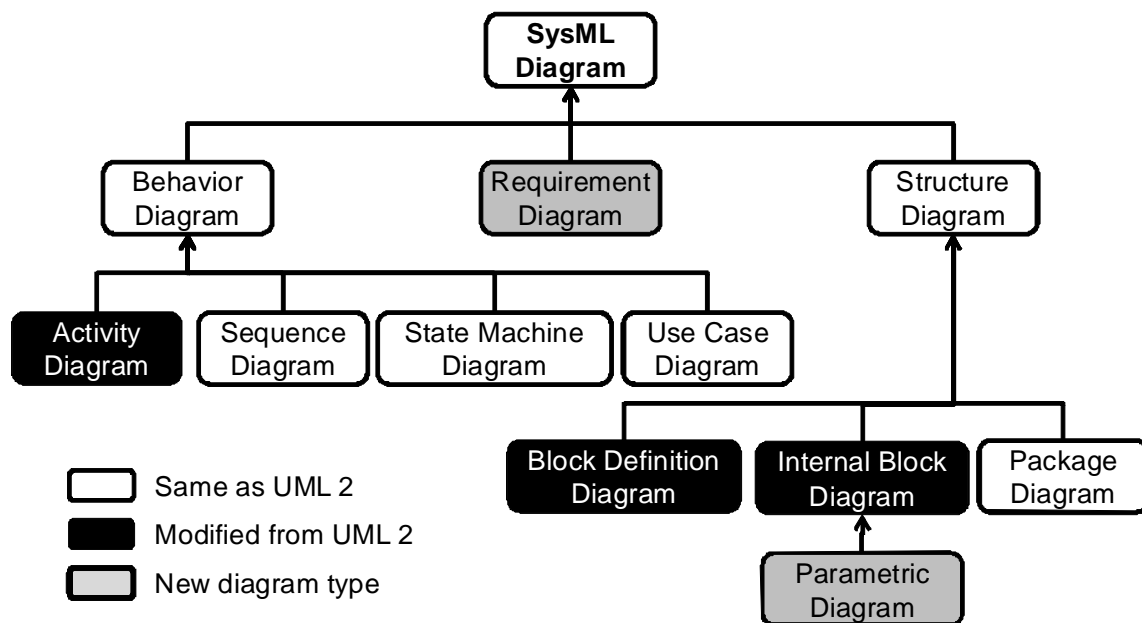 SysML
Diagram
Behavior
Diagram
Requirement
Diagram
Structure
Diagram
Activity
Diagram
Sequence
Diagram
State Machine
Diagram
Use Case
Diagram
Block Definition
Diagram
Internal Block
Diagram
Package
Diagram
Parametric
Diagram
Same as UML 2
Modified from UML 2
New diagram type